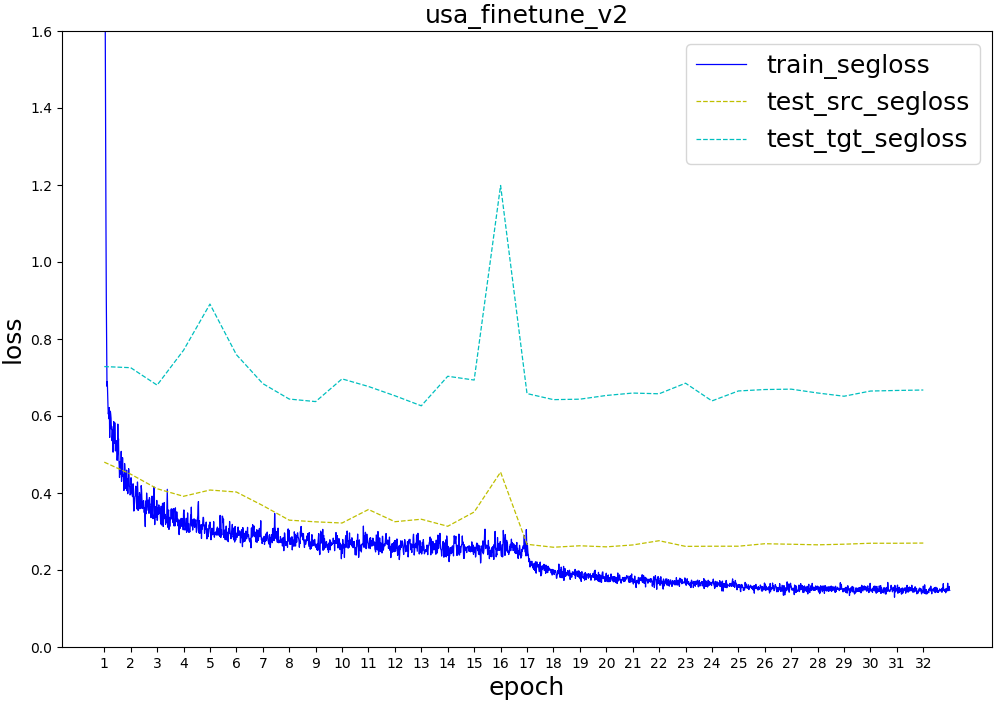 usa_finetune_v2
train_segloss
test_src_segloss
test_tgt_segloss
loss
1.6
1.4
1.2
1.0
0.8
0.6
0.4
0.2
0.0
1 2 3 4 5 6 7 8 9 10 11 12 13 14 15 16 17 18 19 20 21 22 23 24 25 26 27 28 29 30 31 32
epoch